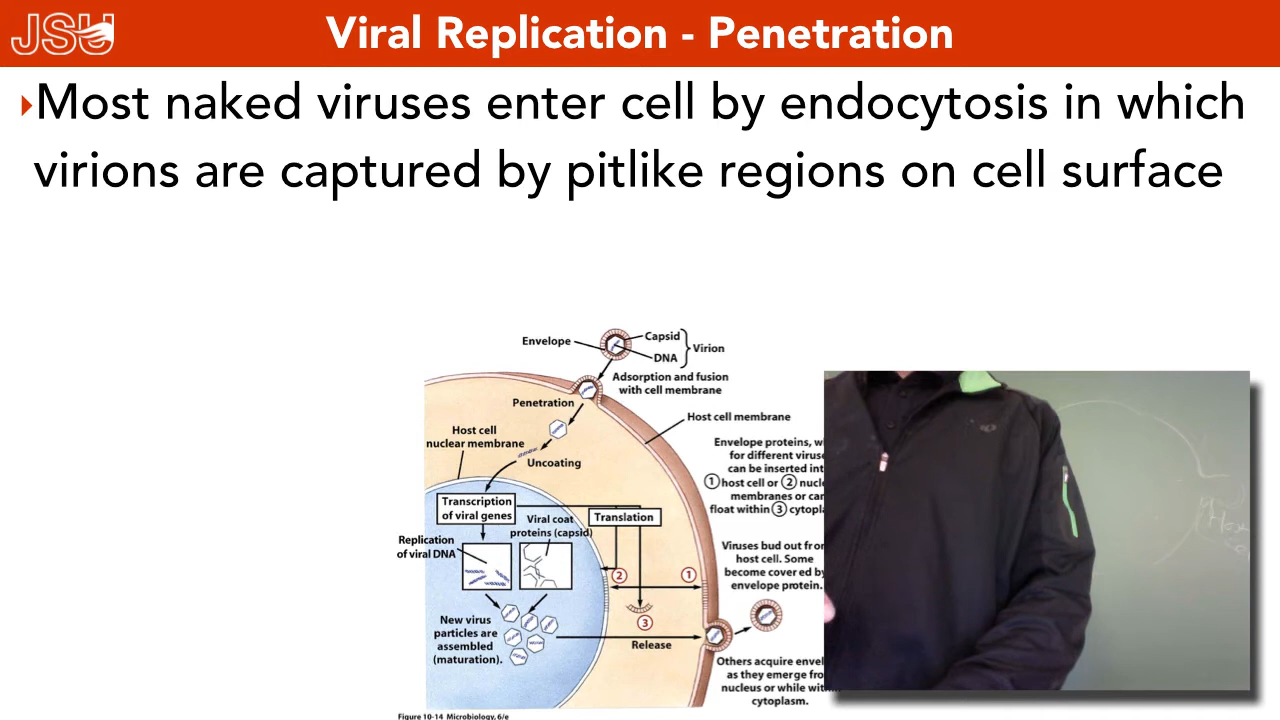 JSU
Viral Replication - Penetration
Most naked viruses enter cell by endocytosis in which
virions are captured by pitlike regions on cell surface
Envelope
Capsid
DNA
Virion
Adsorption and fusion
with cell membrane
Penetration
Host cell membrane
Host cell
nuclear membrane
Uncoating
Envelope proteins, w
for different viruse
can be inserted int
① host cell or ② nucl
membranes or can
float within ③ cytopla
Transcription
of viral genes
Viral coat
proteins (capsid)
Translation
Replication
of viral DNA
Viruses bud out from
host cell. Some
become cover ed by
envelope protein.
②
①
③
New virus
particles are
assembled
(maturation).
Release
Others acquire envel
as they emerge fro
nucleus or while with
cytoplasm.
Figure 10-14 Microbiology, 6/e